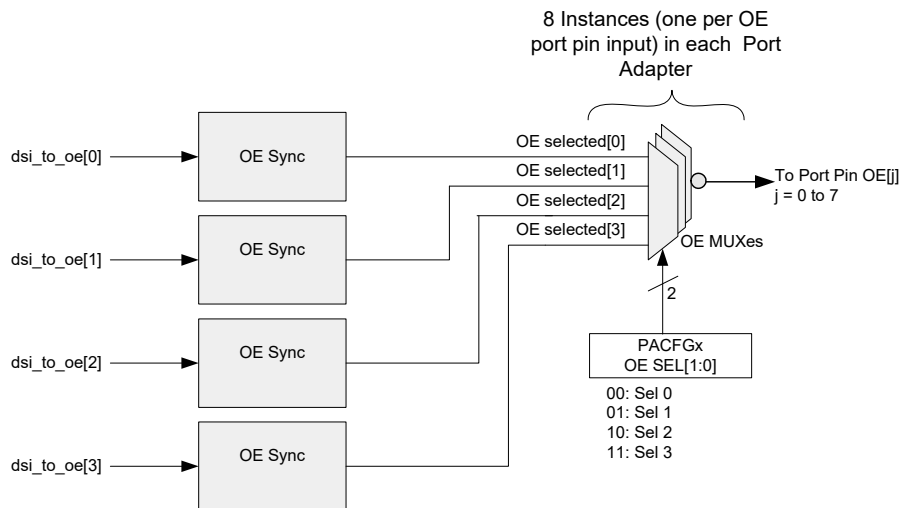 8 Instances (one per OE
port pin input) in each Port
Adapter
dsi_to_oe[0]
OE Sync
OE selected[0]
OE selected[1]
OE selected[2]
OE selected[3]
To Port Pin OE[j]
j = 0 to 7
OE MUXes
dsi_to_oe[1]
OE Sync
2
PACFGx
OE SEL[1:0]
00: Sel 0
01: Sel 1
10: Sel 2
11: Sel 3
dsi_to_oe[2]
OE Sync
dsi_to_oe[3]
OE Sync